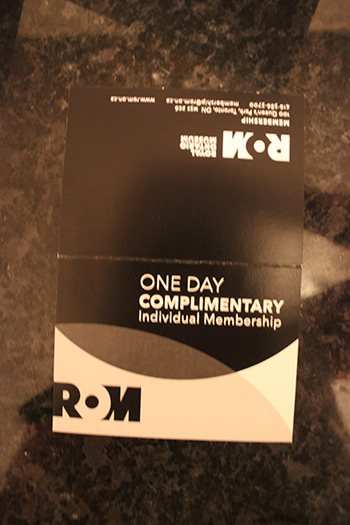 ROM
ROYAL
ONTARIO
MUSEUM
MEMBERSHIP
100 Queen's Park, Toronto, ON M5S 2C6
416-586-5700 membership@rom.on.ca www.rom.on.ca
ONE DAY
COMPLIMENTARY
Individual Membership
ROM